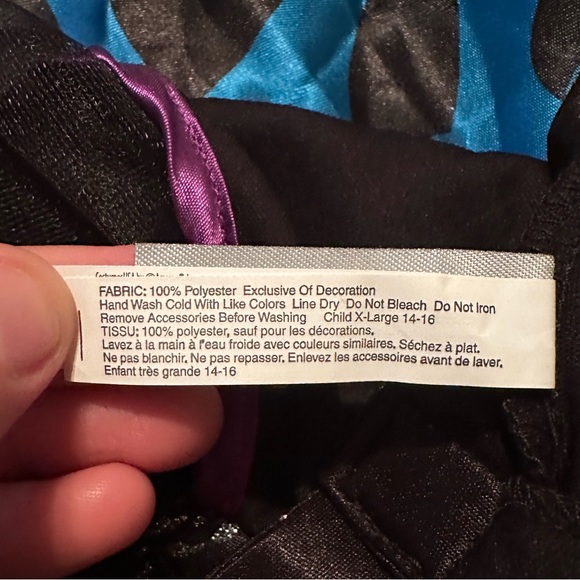 FABRIC: 100% Polyester Exclusive Of Decoration
Hand Wash Cold With Like Colors Line Dry Do Not Bleach Do Not Iron
Remove Accessories Before Washing Child X-Large 14-16
TISSU: 100% polyester, sauf pour les décorations.
Lavez à la main à l'eau froide avec couleurs similaires. Séchez à plat.
Ne pas blanchir. Ne pas repasser. Enlevez les accessoires avant de laver.
Enfant très grande 14-16